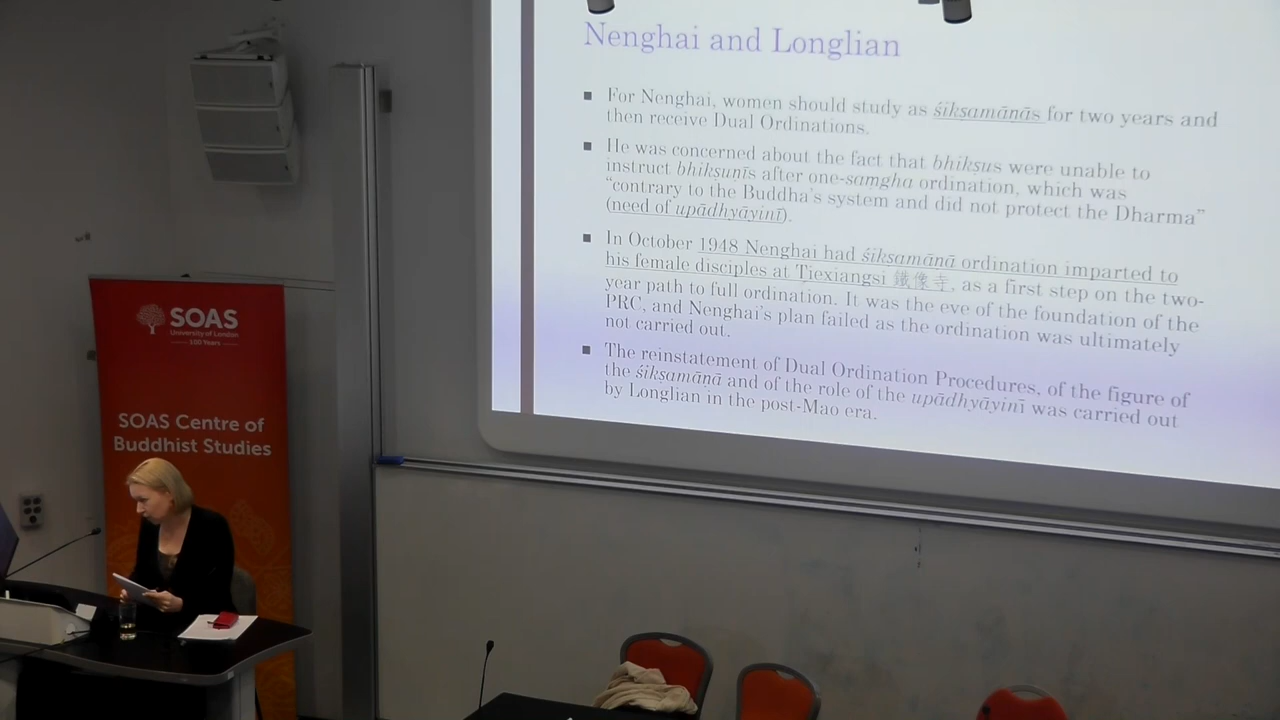 Nenghai and Longlian
■ For Nenghai, women should study as śikṣamāṇās for two years and
then receive Dual Ordinations.
■ He was concerned about the fact that bhikṣus were unable to
instruct bhikṣuṇīs after one-saṃgha ordination, which was
“contrary to the Buddha’s system and did not protect the Dharma”
(need of upādhyāyinī).
■ In October 1948 Nenghai had śikṣamāṇā ordination imparted to
his female disciples at Tiexiangsi 鐵像寺, as a first step on the two-
year path to full ordination. It was the eve of the foundation of the
PRC, and Nenghai’s plan failed as the ordination was ultimately
not carried out.
■ The reinstatement of Dual Ordination Procedures, of the figure of
the śikṣamāṇā and of the role of the upādhyāyinī was carried out
by Longlian in the post-Mao era.
SOAS
University of London
100 Years
SOAS Centre of
Buddhist Studies